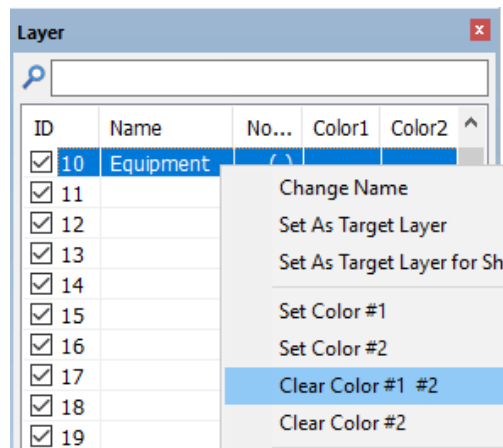 Layer
ID Name No... Color1 Color2
10 Equipment (.)
11
12
13
14
15
16
17
18
19
Change Name
Set As Target Layer
Set As Target Layer for Sh
Set Color #1
Set Color #2
Clear Color #1 #2
Clear Color #2